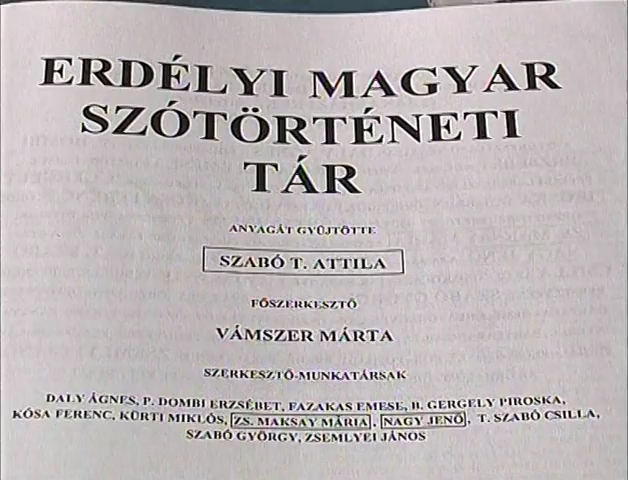 ERDÉLYI MAGYAR
SZÓTÖRTÉNETI
TÁR
ANYAGÁT GYŰJTÖTTE
SZABÓ T. ATTILA
FŐSZERKESZTŐ
VÁMSZER MÁRTA
SZERKESZTŐ-MUNKATÁRSAK
DALY ÁGNES, P. DOMBI ERZSÉBET, FAZAKAS EMESE, B. GERGELY PIROSKA,
KÓSA FERENC, KÜRTI MIKLÓS, ZS. MAKSAY MÁRIA, NAGY JENŐ, T. SZABÓ CSILLA,
SZABÓ GYÖRGY, ZSEMLYEI JÁNOS